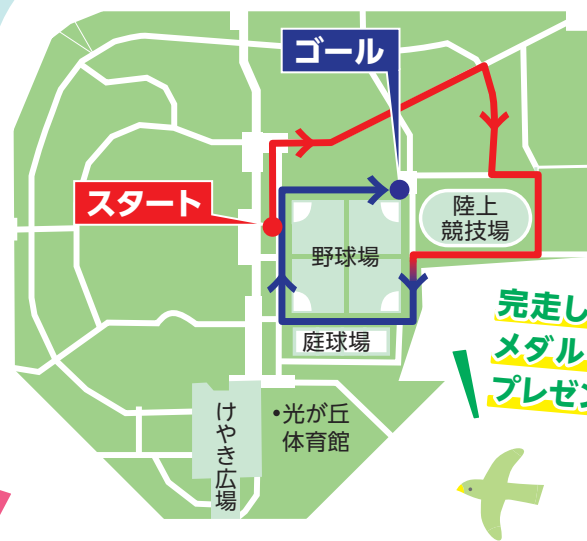 ゴール
スタート
陸上
競技場
野球場
庭球場
完走し
メダル
プレゼン
けやき広場
・光が丘
体育館